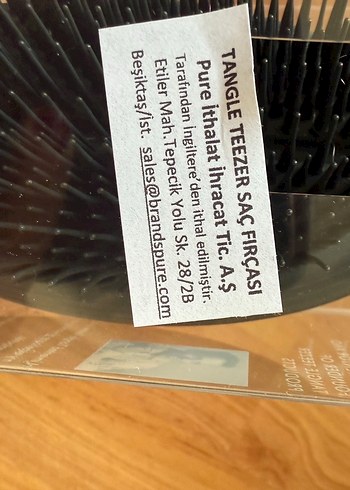 TANGLE TEEZER SAÇ FIRÇASI
Pure İthalat ihracat Tic. A.Ş
Tarafından İngiltere'den ithal edilmiştir.
Etiler Mah.Tepecik Yolu Sk. 28/2B
Beşiktaş/İst. sales@brandspure.com